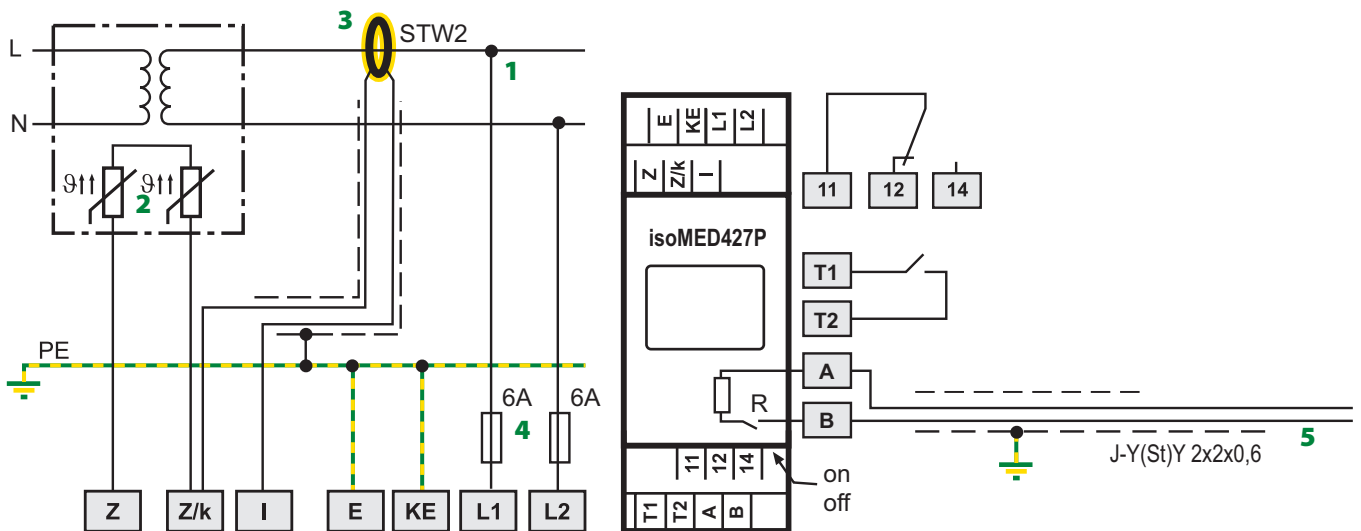 3
STW2
L
1
N
E KE L1 L2
Z Z/k I
11 12 14
ϑ↑↑ ϑ↑↑
2
isoMED427P
T1
T2
PE
A
6A 6A
4
R
B
5
J-Y(St)Y 2x2x0,6
11 12 14
on
off
Z Z/k I E KE L1 L2
T1 T2 A B